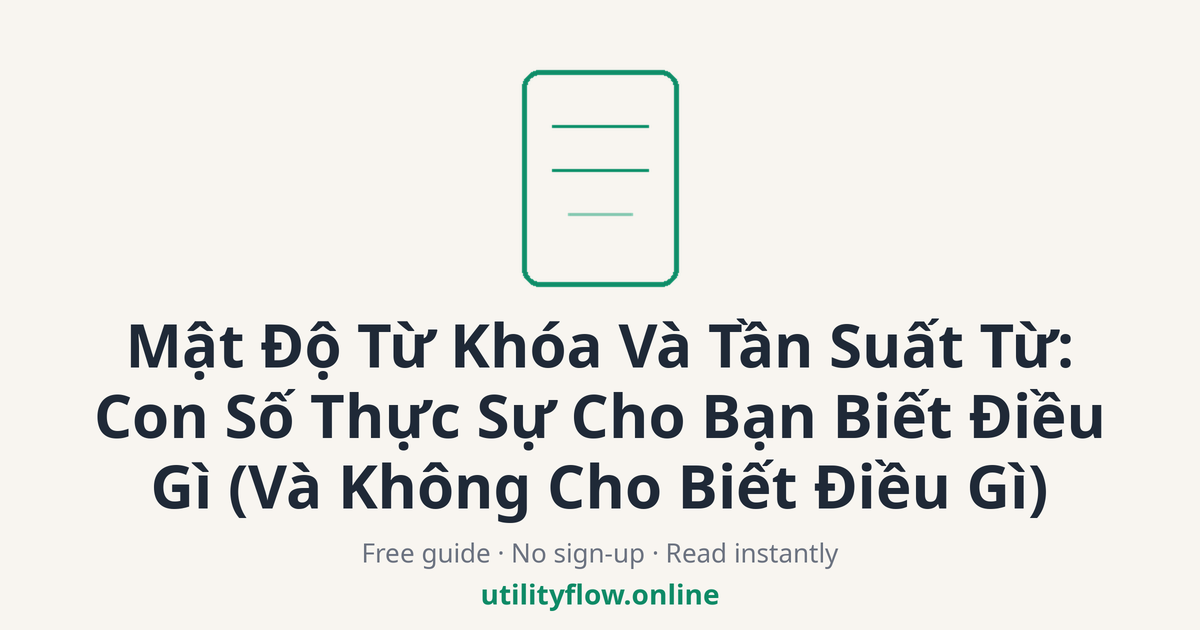 Mật Độ Từ Khóa Và Tần Suất Từ:
Con Số Thực Sự Cho Bạn Biết Điều
Gì (Và Không Cho Biết Điều Gì)
Free guide · No sign-up · Read instantly
utilityflow.online